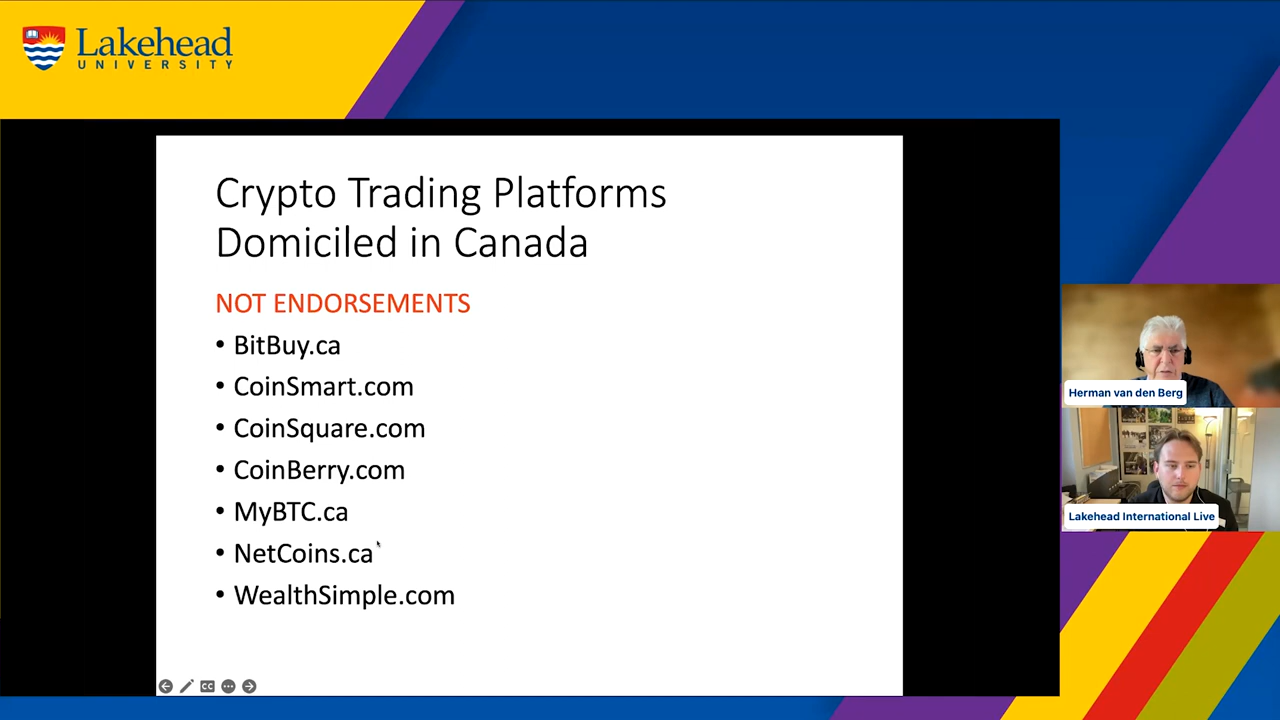 Lakehead
UNIVERSITY
Crypto Trading Platforms
Domiciled in Canada
NOT ENDORSEMENTS
• BitBuy.ca
• CoinSmart.com
• CoinSquare.com
• CoinBerry.com
• MyBTC.ca
• NetCoins.ca
• WealthSimple.com
Herman van den Berg
Lakehead International Live
CC